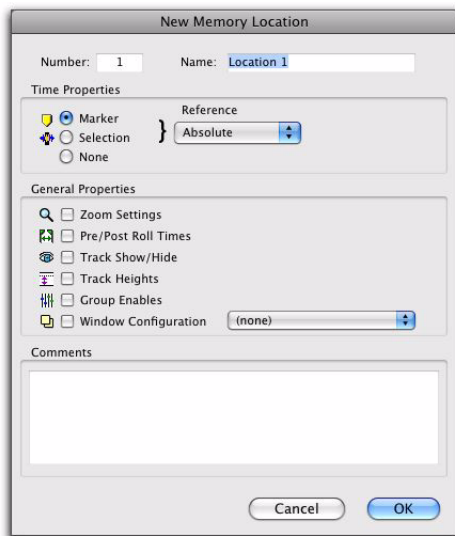 New Memory Location
Number: 1 Name: Location 1
Time Properties
Reference
Marker
Absolute
Selection
None
General Properties
Zoom Settings
Pre/Post Roll Times
Track Show/Hide
Track Heights
Group Enables
Window Configuration (none)
Comments
Cancel OK